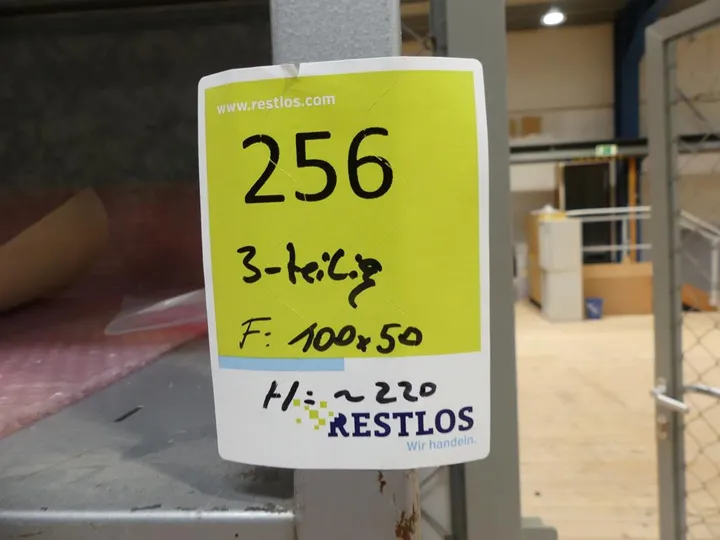 www.restlos.com
256
3-teilig
F: 100x50
H: ~220
RESTLOS
Wir handeln.